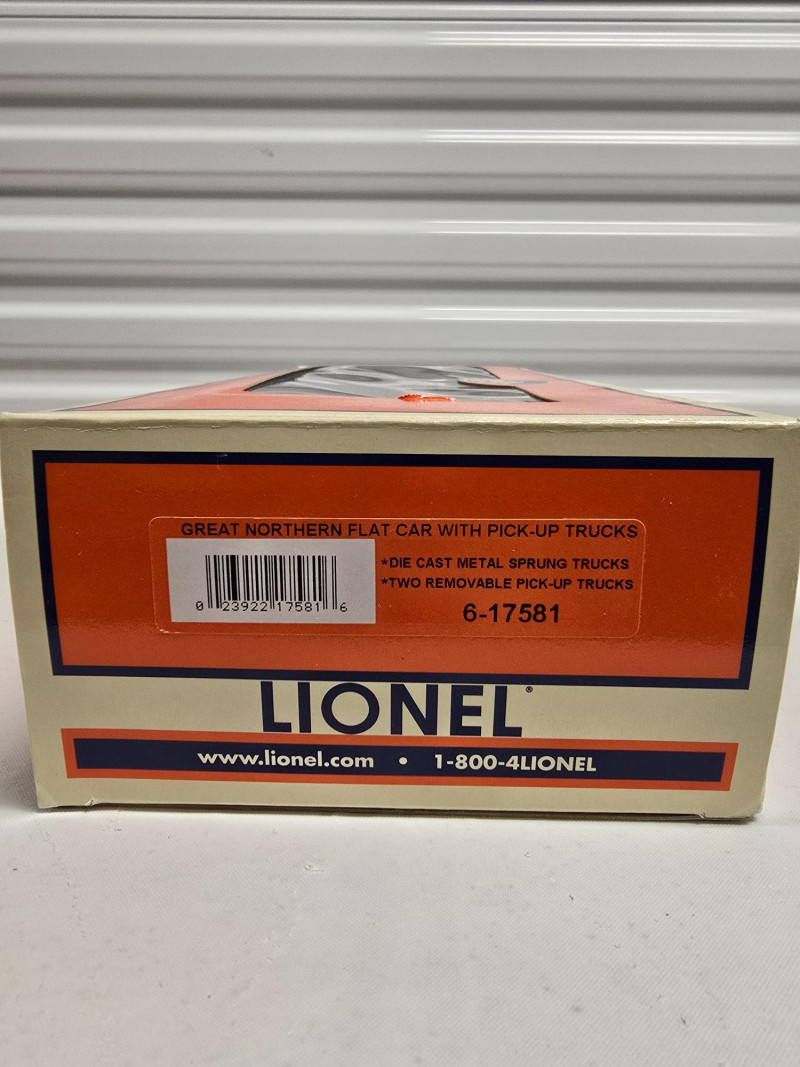 GREAT NORTHERN FLAT CAR WITH PICK-UP TRUCKS
*DIE CAST METAL SPRUNG TRUCKS
*TWO REMOVABLE PICK-UP TRUCKS
0 23922 17581 6
6-17581
LIONEL®
www.lionel.com • 1-800-4LIONEL